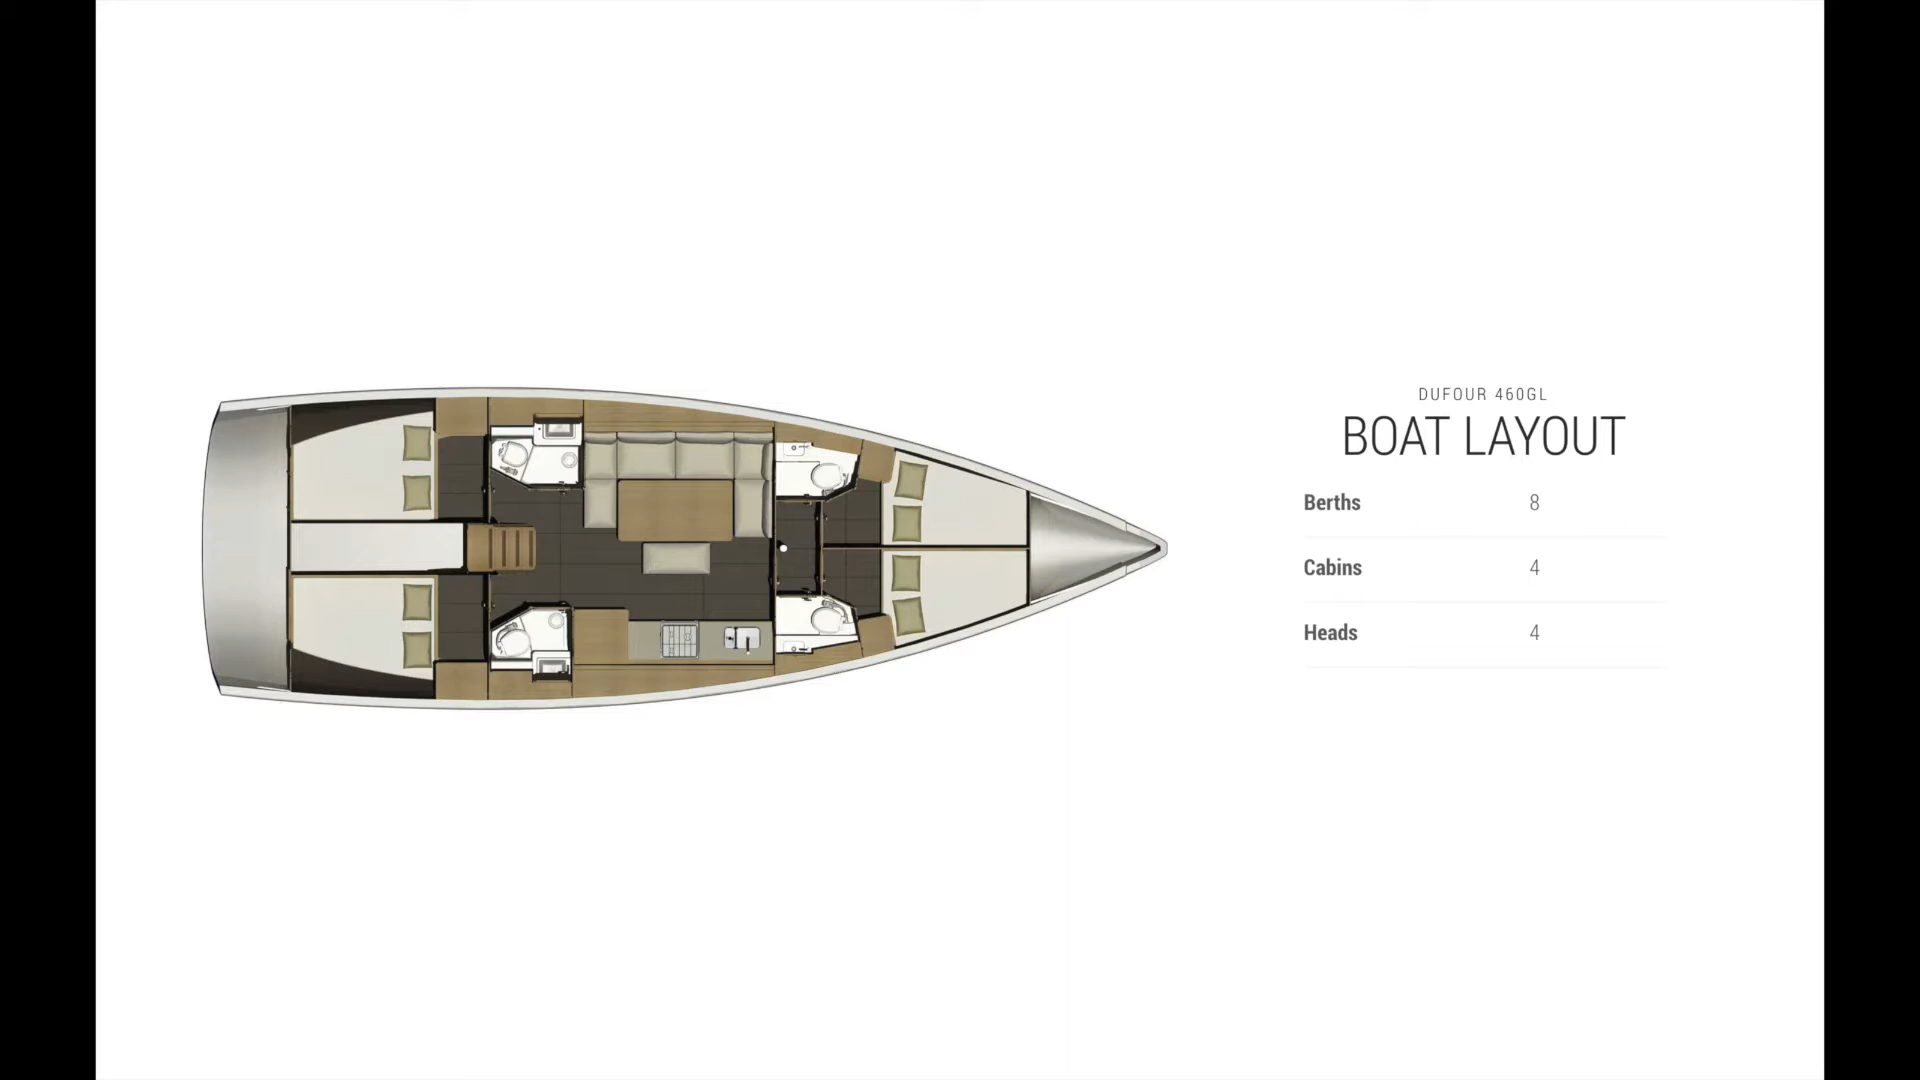 DUFOUR 460GL
BOAT LAYOUT
Berths 8
Cabins 4
Heads 4